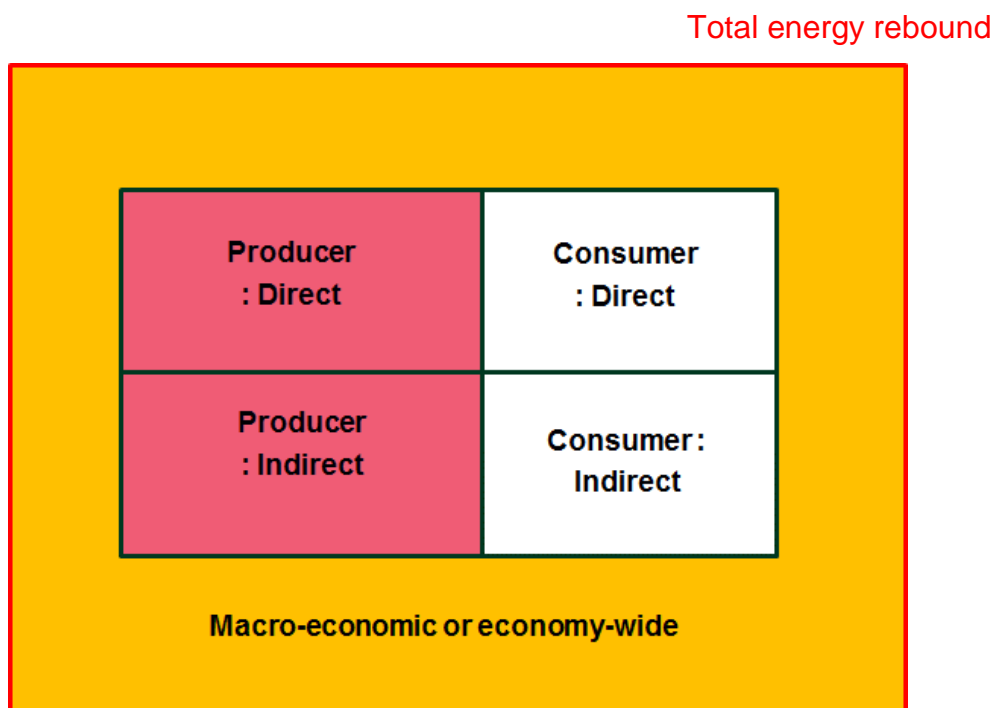 Total energy rebound
Producer
: Direct
Consumer
: Direct
Producer
: Indirect
Consumer:
Indirect
Macro-economic or economy-wide